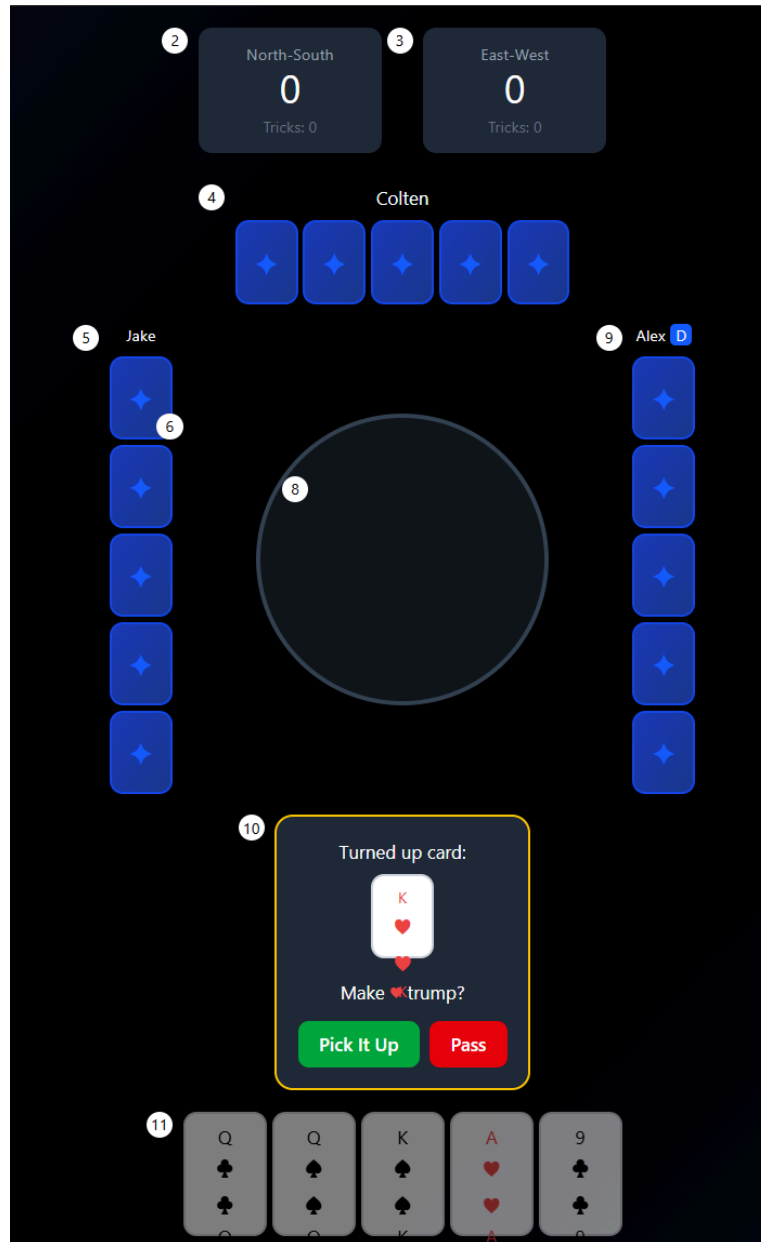 2
North-South
0
Tricks: 0
3
East-West
0
Tricks: 0
4
Colten
5
Jake
9
Alex D
6
8
10
Turned up card:
K
♥
♥
Make ♥K trump?
Pick It Up
Pass
11
Q Q K A 9
♣ ♠ ♠ ♥ ♣
♣ ♠ ♠ ♥ ♣
Q Q K A 9